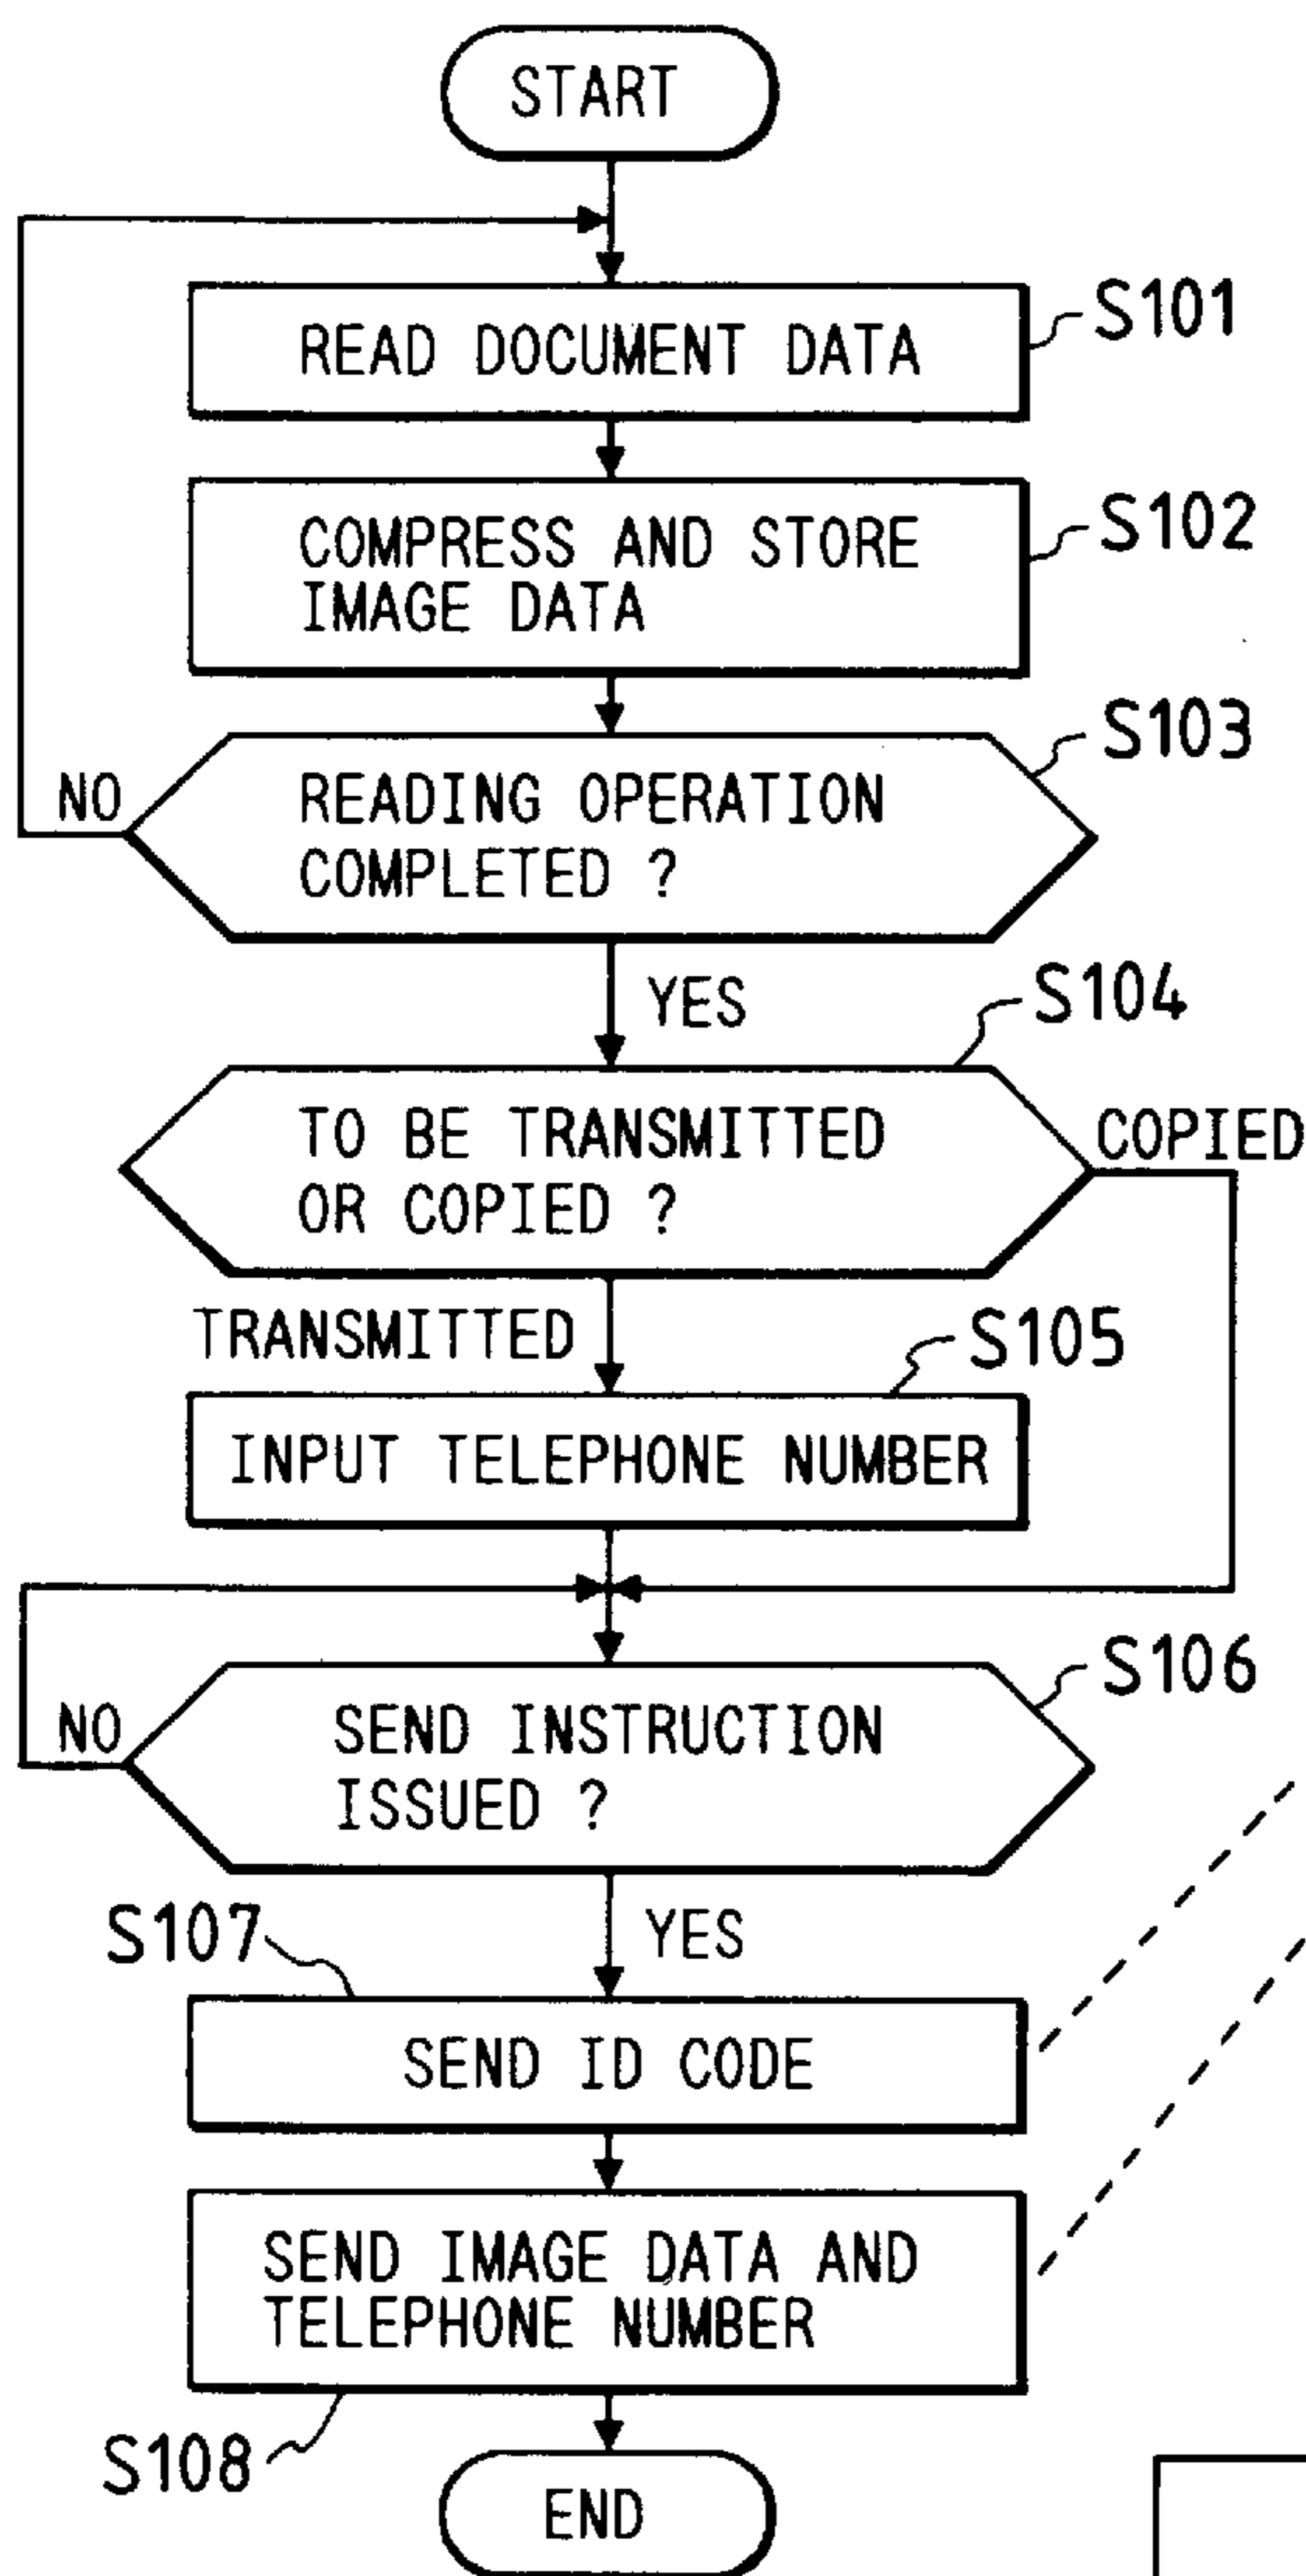 START
READ DOCUMENT DATA
S101
COMPRESS AND STORE
IMAGE DATA
S102
READING OPERATION
COMPLETED ?
S103
NO
YES
S104
TO BE TRANSMITTED
OR COPIED ?
COPIED
TRANSMITTED
S105
INPUT TELEPHONE NUMBER
S106
SEND INSTRUCTION
ISSUED ?
NO
YES
S107
SEND ID CODE
SEND IMAGE DATA AND
TELEPHONE NUMBER
S108
END